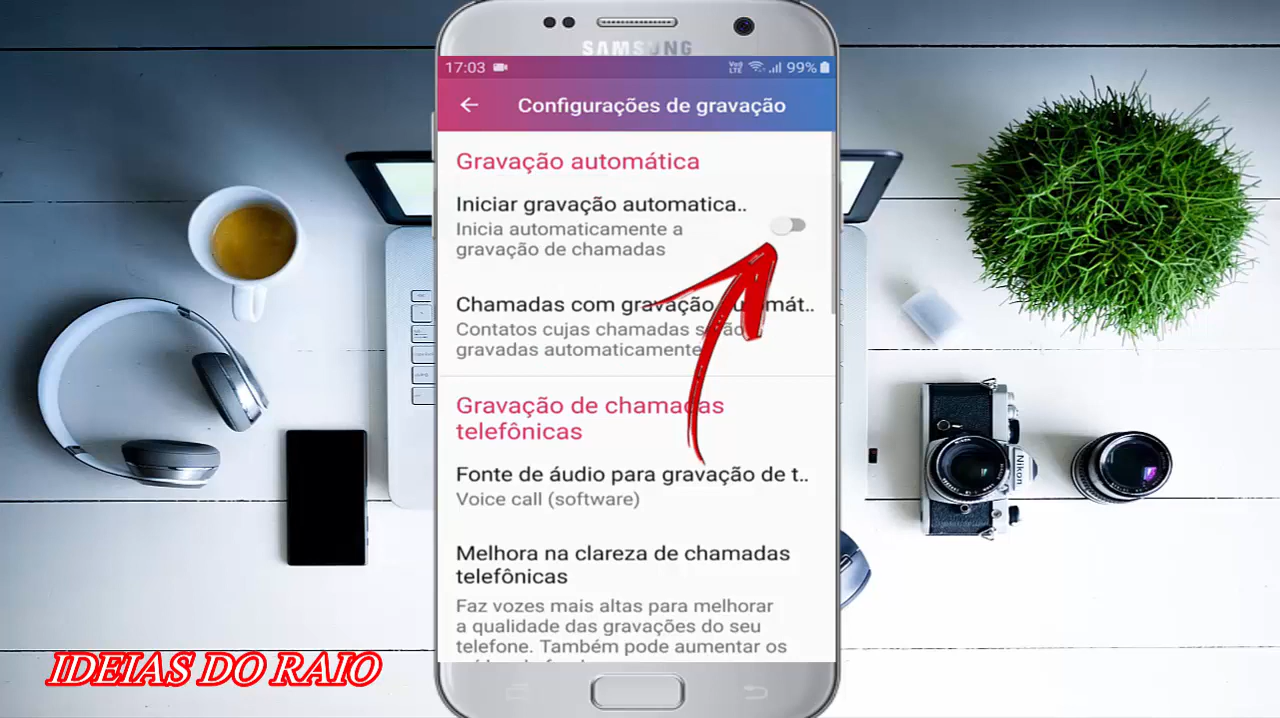 SAMSUNG
17:03
99%
Configurações de gravação
Gravação automática
Iniciar gravação automatica..
Inicia automaticamente a
gravação de chamadas
Chamadas com gravação automát..
Contatos cujas chamadas serão
gravadas automaticamente
Gravação de chamadas
telefônicas
Fonte de áudio para gravação de t..
Voice call (software)
Melhora na clareza de chamadas
telefônicas
Faz vozes mais altas para melhorar
a qualidade das gravações do seu
telefone. Também pode aumentar os
Nikon
IDEIAS DO RAIO